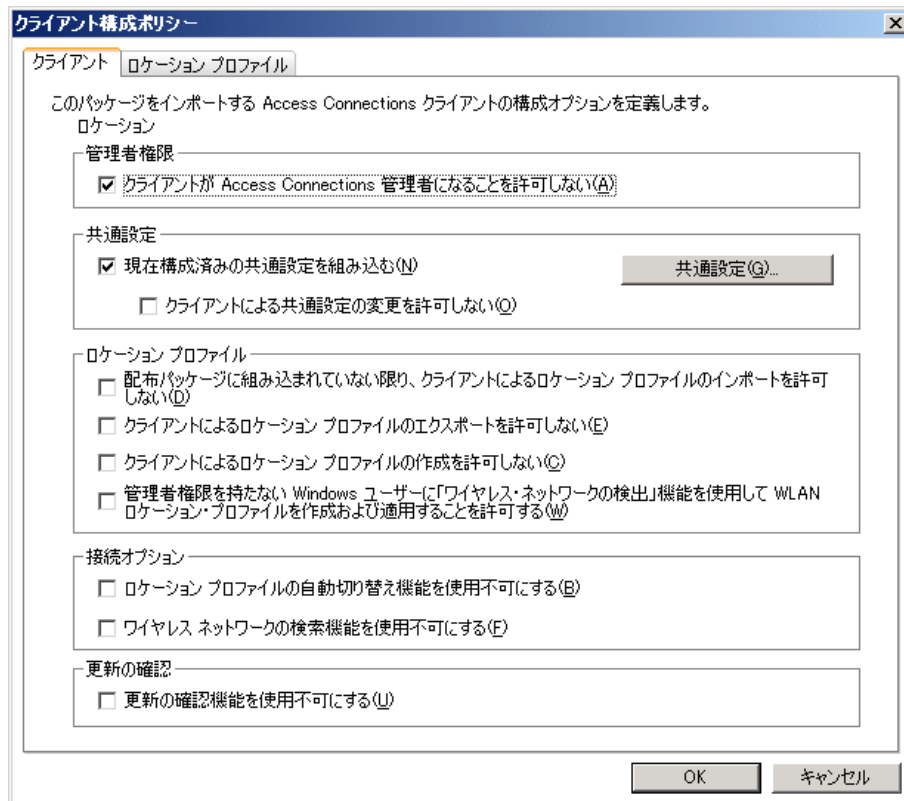 クライアント構成ポリシー
クライアント
ロケーション プロファイル
このパッケージをインポートする Access Connections クライアントの構成オプションを定義します。
ロケーション
管理者権限
クライアントが Access Connections 管理者になることを許可しない(A)
共通設定
現在構成済みの共通設定を組み込む(N)
共通設定(G)...
クライアントによる共通設定の変更を許可しない(O)
ロケーション プロファイル
配布パッケージに組み込まれていない限り、クライアントによるロケーション プロファイルのインポートを許可
しない(D)
クライアントによるロケーション プロファイルのエクスポートを許可しない(E)
クライアントによるロケーション プロファイルの作成を許可しない(C)
管理者権限を持たない Windows ユーザーに「ワイヤレス・ネットワークの検出」機能を使用して WLAN
ロケーション・プロファイルを作成および適用することを許可する(W)
接続オプション
ロケーション プロファイルの自動切り替え機能を使用不可にする(B)
ワイヤレス ネットワークの検索機能を使用不可にする(F)
更新の確認
更新の確認機能を使用不可にする(U)
OK
キャンセル